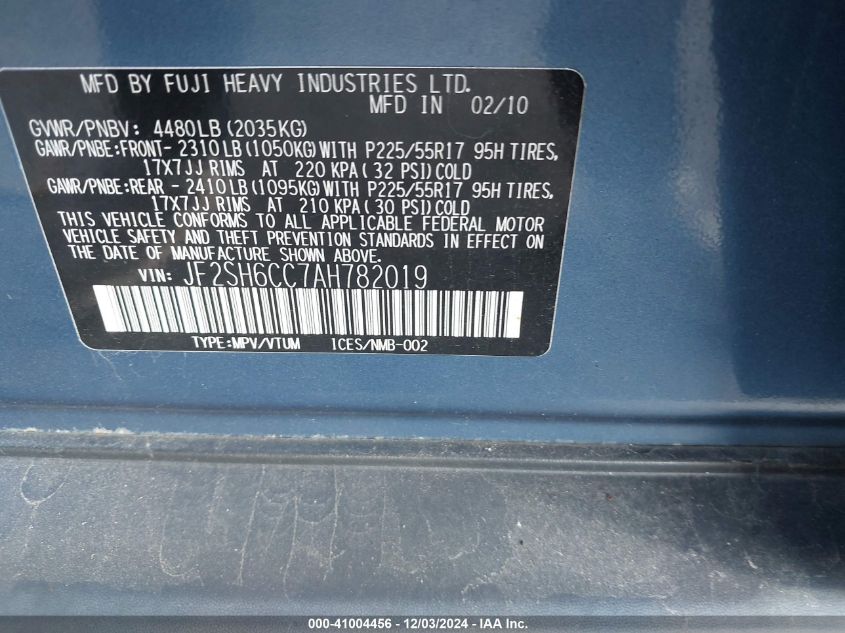 MFD BY FUJI HEAVY INDUSTRIES LTD.
MFD IN 02/10
GVWR/PNBV: 4480LB(2035KG)
GAWR/PNBE:FRONT- 2310LB(1050KG)WITH P225/55R17 95H TIRES,
17X7JJ RIMS AT 220 KPA( 32 PSI)COLD
GAWR/PNBE:REAR - 2410LB(1095KG)WITH P225/55R17 95H TIRES,
17X7JJ RIMS AT 210 KPA( 30 PSI)COLD
THIS VEHICLE CONFORMS TO ALL APPLICABLE FEDERAL MOTOR
VEHICLE SAFETY AND THEFT PREVENTION STANDARDS IN EFFECT ON
THE DATE OF MANUFACTURE SHOWN ABOVE.
VIN: JF2SH6CC7AH782019
TYPE:MPV/VTUM ICES/NMB-002
000-41004456 - 12/03/2024 - IAA Inc.